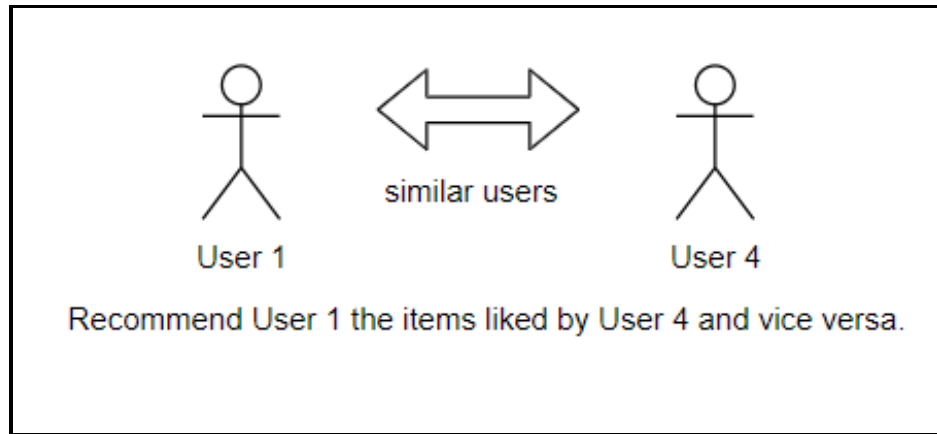 similar users
User 1
User 4
Recommend User 1 the items liked by User 4 and vice versa.